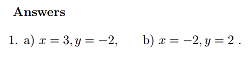 Answers
1. a) x = 3, y = −2, b) x = −2, y = 2 .